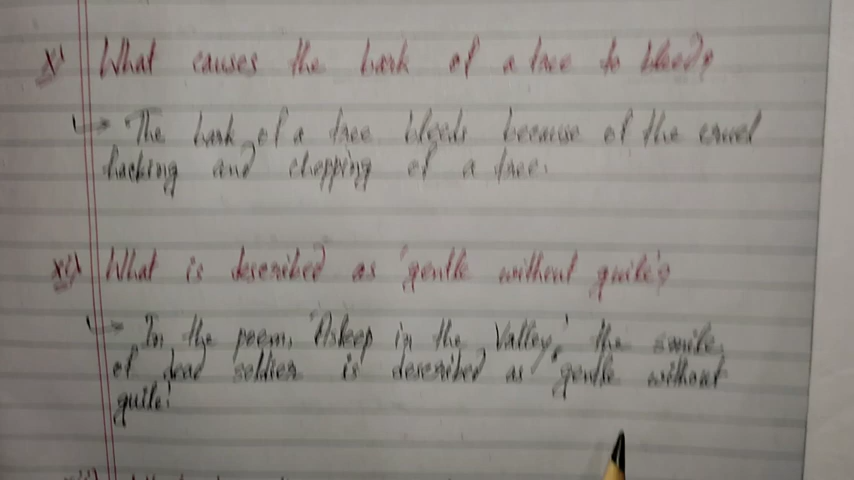 xi) What causes the bark of a tree to bleed?
↳ The bark of a tree bleeds because of the cruel
hacking and chopping of a tree.
xii) What is described as 'gentle without guile'?
↳ In the poem, 'Asleep in the Valley,' the smile
of dead soldier is described as 'gentle without
guile'.